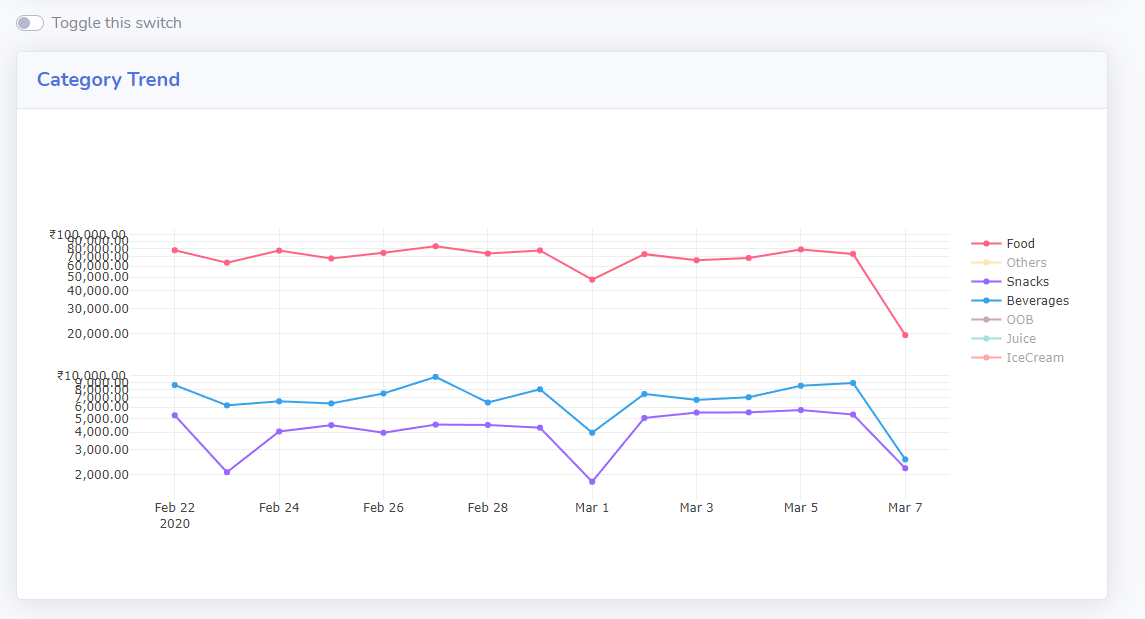 Toggle this switch
Category Trend
₹100,000.00
90,000.00
80,000.00
70,000.00
60,000.00
50,000.00
40,000.00
30,000.00
20,000.00
₹10,000.00
9,000.00
8,000.00
7,000.00
6,000.00
5,000.00
4,000.00
3,000.00
2,000.00
Feb 22 Feb 24 Feb 26 Feb 28 Mar 1 Mar 3 Mar 5 Mar 7
2020
Food
Others
Snacks
Beverages
OOB
Juice
IceCream